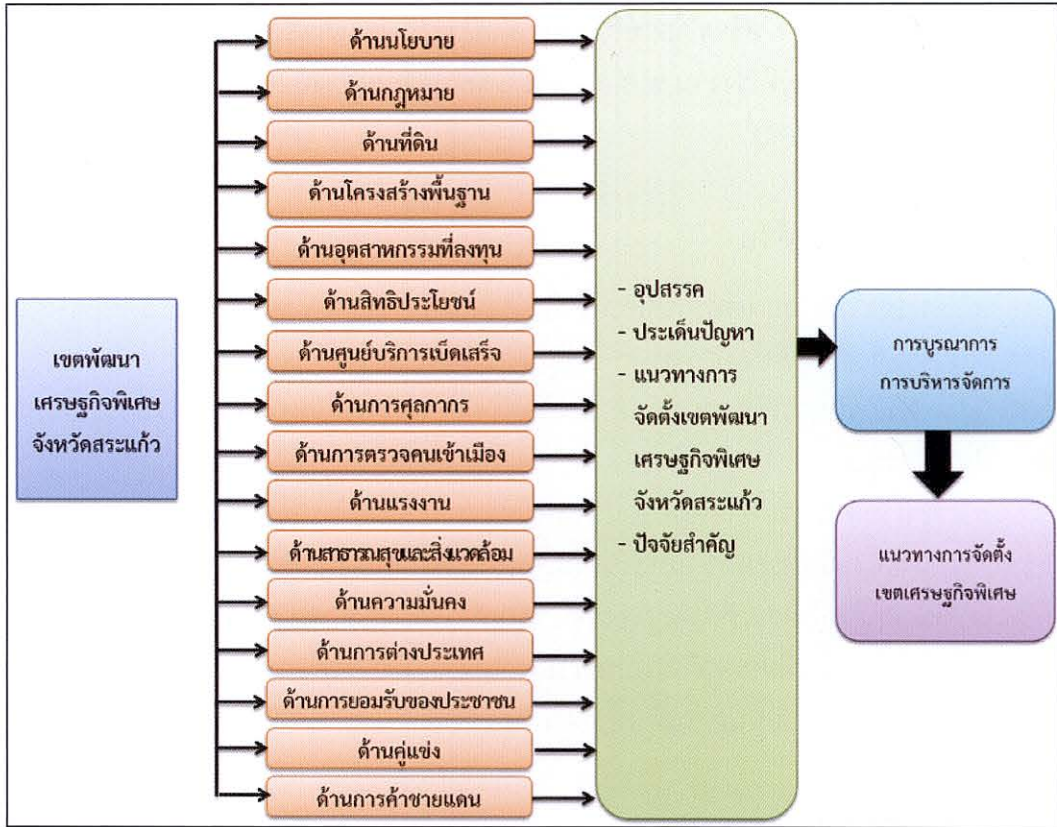 เขตพัฒนา
เศรษฐกิจพิเศษ
จังหวัดสระแก้ว
ด้านนโยบาย
ด้านกฎหมาย
ด้านที่ดิน
ด้านโครงสร้างพื้นฐาน
ด้านอุตสาหกรรมที่ลงทุน
ด้านสิทธิประโยชน์
ด้านศูนย์บริการเบ็ดเสร็จ
ด้านการศุลกากร
ด้านการตรวจคนเข้าเมือง
ด้านแรงงาน
ด้านสาธารณสุขและสิ่งแวดล้อม
ด้านความมั่นคง
ด้านการต่างประเทศ
ด้านการยอมรับของประชาชน
ด้านคู่แข่ง
ด้านการค้าชายแดน
- อุปสรรค
- ประเด็นปัญหา
- แนวทางการ
จัดตั้งเขตพัฒนา
เศรษฐกิจพิเศษ
จังหวัดสระแก้ว
- ปัจจัยสำคัญ
การบูรณาการ
การบริหารจัดการ
แนวทางการจัดตั้ง
เขตเศรษฐกิจพิเศษ